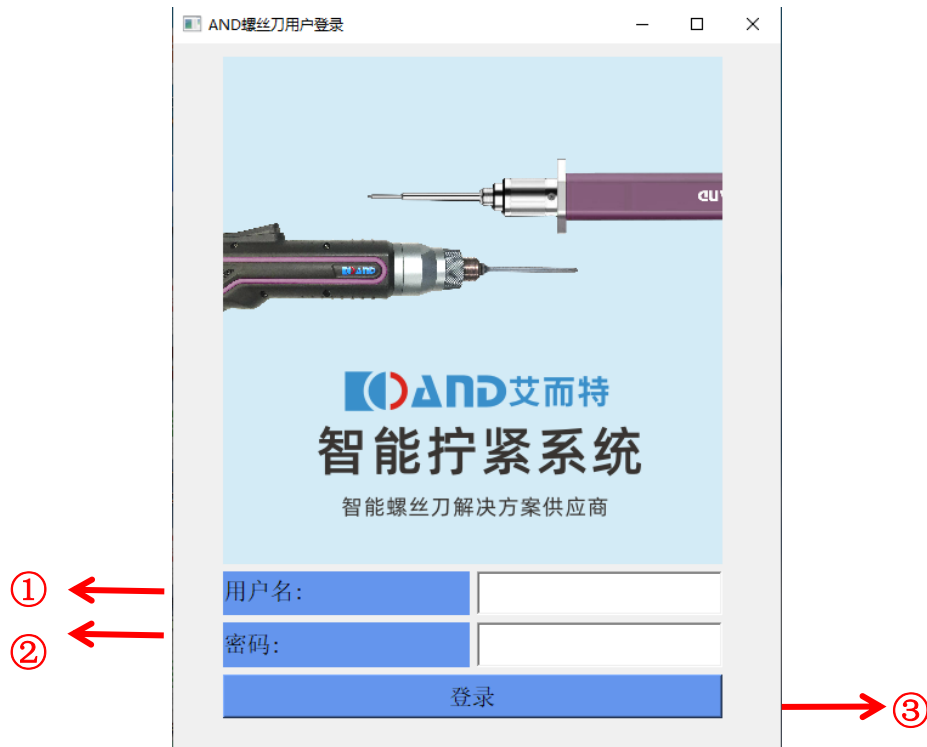 AND螺丝刀用户登录
AND
AND艾而特
智能拧紧系统
智能螺丝刀解决方案供应商
① 用户名:
② 密码:
登录 ③